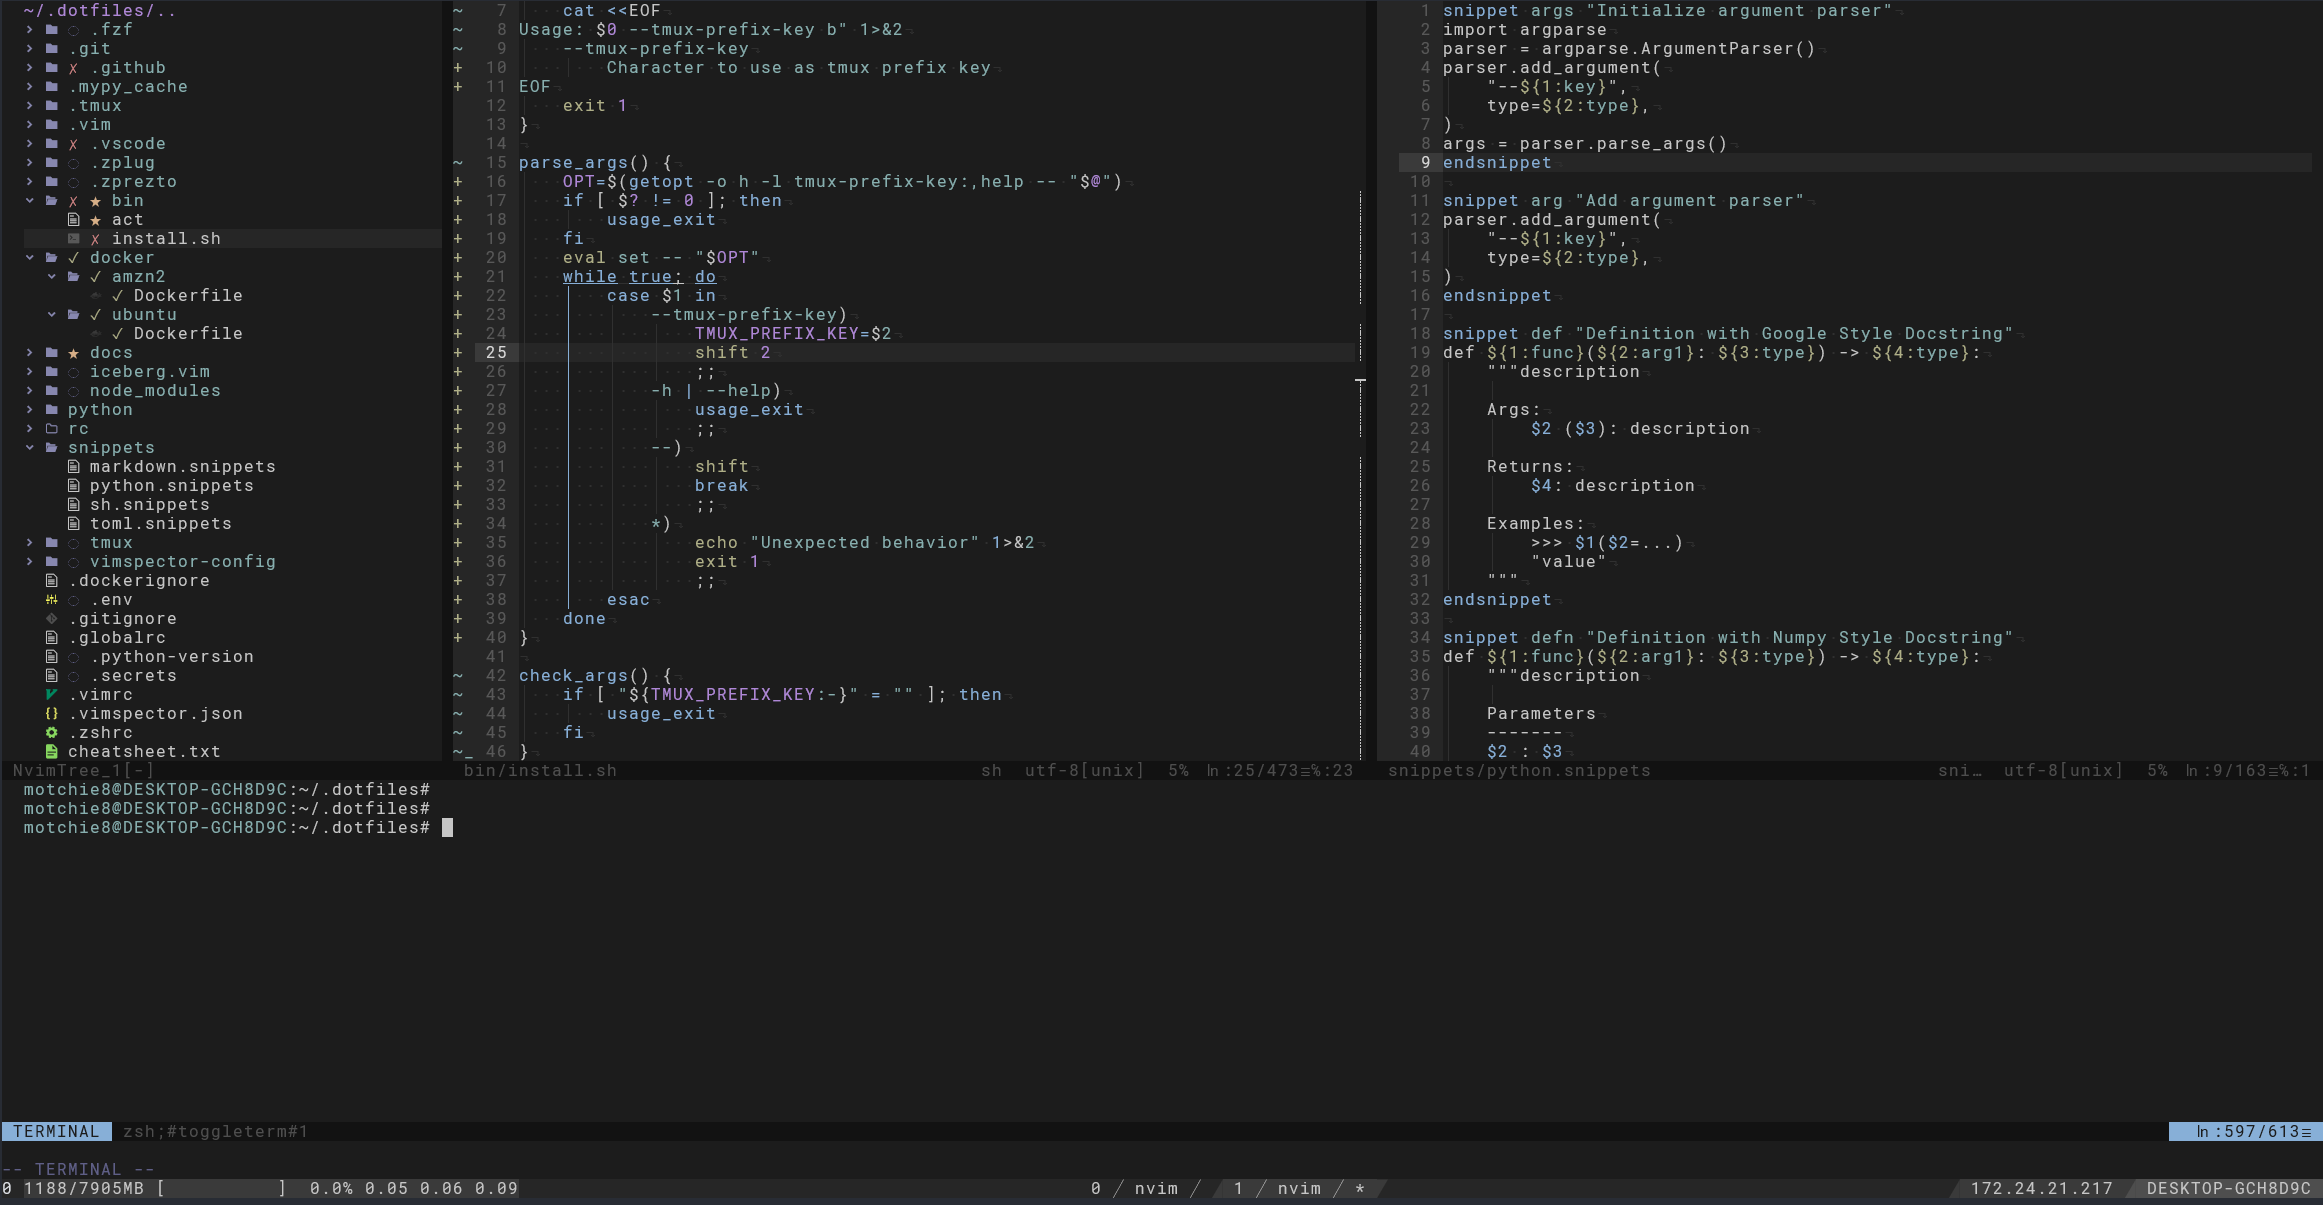 ~/.dotfiles/..
.fzf
.git
✗ .github
.mypy_cache
.tmux
.vim
✗ .vscode
.zplug
.zprezto
✗ ★ bin
★ act
✗ install.sh
✓ docker
✓ amzn2
✓ Dockerfile
✓ ubuntu
✓ Dockerfile
★ docs
iceberg.vim
node_modules
python
rc
snippets
markdown.snippets
python.snippets
sh.snippets
toml.snippets
tmux
vimspector-config
.dockerignore
.env
.gitignore
.globalrc
.python-version
.secrets
.vimrc
{} .vimspector.json
.zshrc
cheatsheet.txt
NvimTree_1[-]
~ 7     cat <<EOF
~ 8 Usage: $0 --tmux-prefix-key b" 1>&2
~ 9     --tmux-prefix-key
+ 10         Character to use as tmux prefix key
+ 11 EOF
12     exit 1
13 }
14
~ 15 parse_args() {
+ 16     OPT=$(getopt -o h -l tmux-prefix-key:,help -- "$@")
+ 17     if [ $? != 0 ]; then
+ 18         usage_exit
+ 19     fi
+ 20     eval set -- "$OPT"
+ 21     while true; do
+ 22         case $1 in
+ 23             --tmux-prefix-key)
+ 24                 TMUX_PREFIX_KEY=$2
+ 25                 shift 2
+ 26                 ;;
+ 27             -h | --help)
+ 28                 usage_exit
+ 29                 ;;
+ 30             --)
+ 31                 shift
+ 32                 break
+ 33                 ;;
+ 34             *)
+ 35                 echo "Unexpected behavior" 1>&2
+ 36                 exit 1
+ 37                 ;;
+ 38         esac
+ 39     done
+ 40 }
41
~ 42 check_args() {
~ 43     if [ "${TMUX_PREFIX_KEY:-}" = "" ]; then
~ 44         usage_exit
~ 45     fi
~_ 46 }
bin/install.sh sh utf-8[unix] 5% ln:25/473≡%:23
1 snippet args "Initialize argument parser"
2 import argparse
3 parser = argparse.ArgumentParser()
4 parser.add_argument(
5     "--${1:key}",
6     type=${2:type},
7 )
8 args = parser.parse_args()
9 endsnippet
10
11 snippet arg "Add argument parser"
12 parser.add_argument(
13     "--${1:key}",
14     type=${2:type},
15 )
16 endsnippet
17
18 snippet def "Definition with Google Style Docstring"
19 def ${1:func}(${2:arg1}: ${3:type}) -> ${4:type}:
20     """description
21
22     Args:
23         $2 ($3): description
24
25     Returns:
26         $4: description
27
28     Examples:
29         >>> $1($2=...)
30         "value"
31     """
32 endsnippet
33
34 snippet defn "Definition with Numpy Style Docstring"
35 def ${1:func}(${2:arg1}: ${3:type}) -> ${4:type}:
36     """description
37
38     Parameters
39     -------
40     $2 : $3
snippets/python.snippets sni… utf-8[unix] 5% ln:9/163≡%:1
motchie8@DESKTOP-GCH8D9C:~/.dotfiles#
motchie8@DESKTOP-GCH8D9C:~/.dotfiles#
motchie8@DESKTOP-GCH8D9C:~/.dotfiles#
TERMINAL zsh;#toggleterm#1 ln:597/613≡
-- TERMINAL --
0 1188/7905MB [           ]  0.0% 0.05 0.06 0.09 0 / nvim / 1 / nvim / * 172.24.21.217 DESKTOP-GCH8D9C